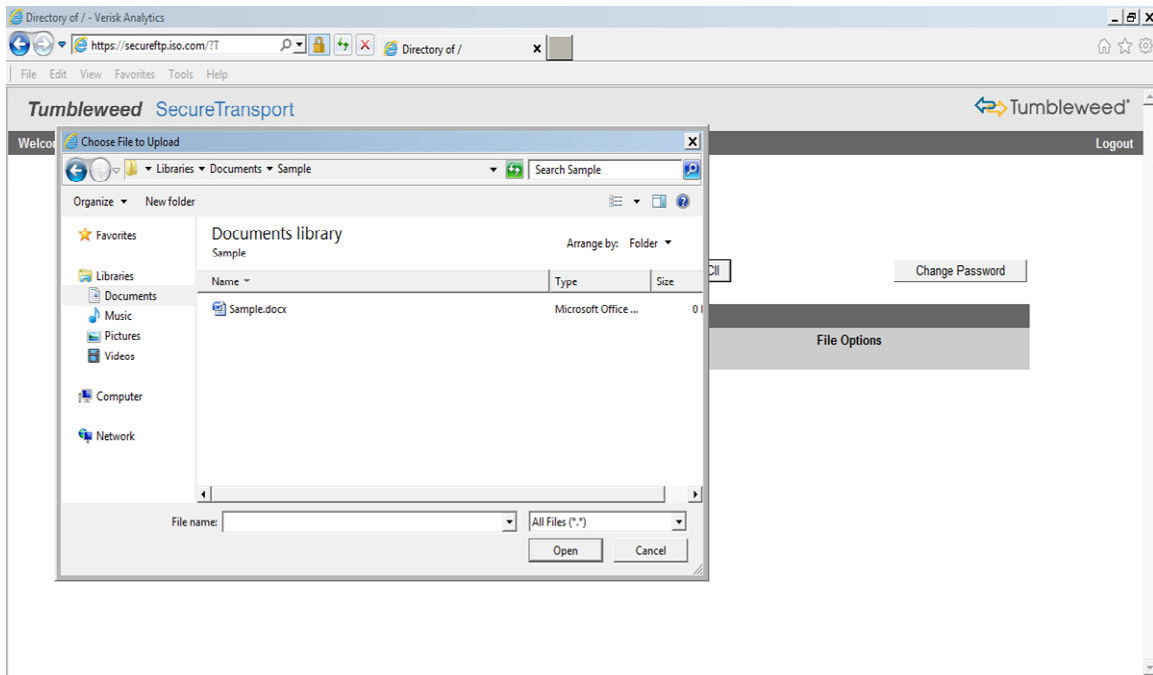 Directory of / - Verisk Analytics
https://secureftp.iso.com/?T
Directory of /
File Edit View Favorites Tools Help
Tumbleweed SecureTransport
Tumbleweed
Logout
Choose File to Upload
Libraries Documents Sample
Search Sample
Organize New folder
Favorites
Libraries
Documents
Music
Pictures
Videos
Computer
Network
Documents library
Sample
Arrange by: Folder
Name Type Size
Sample.docx Microsoft Office ... 0
File name:
All Files (*.*)
Open Cancel
Change Password
File Options